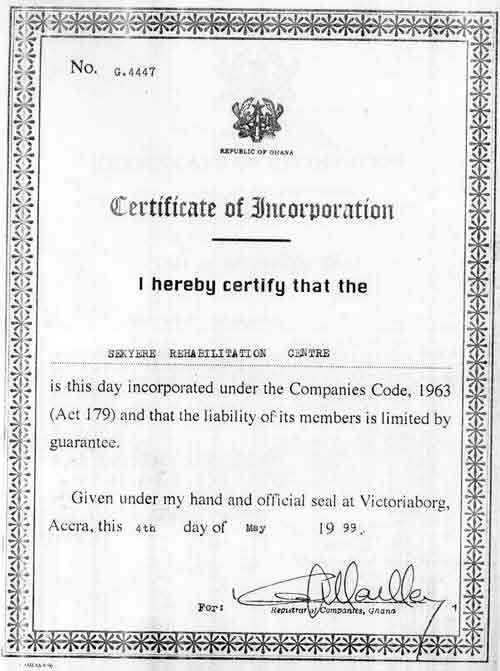 No. G.4447
REPUBLIC OF GHANA
Certificate of Incorporation
I hereby certify that the
SEKYERE REHABILITATION CENTRE
is this day incorporated under the Companies Code, 1963
(Act 179) and that the liability of its members is limited by
guarantee.
Given under my hand and official seal at Victoriaborg,
Accra, this 4th day of May 1999.
For:
Registrar of Companies, Ghana